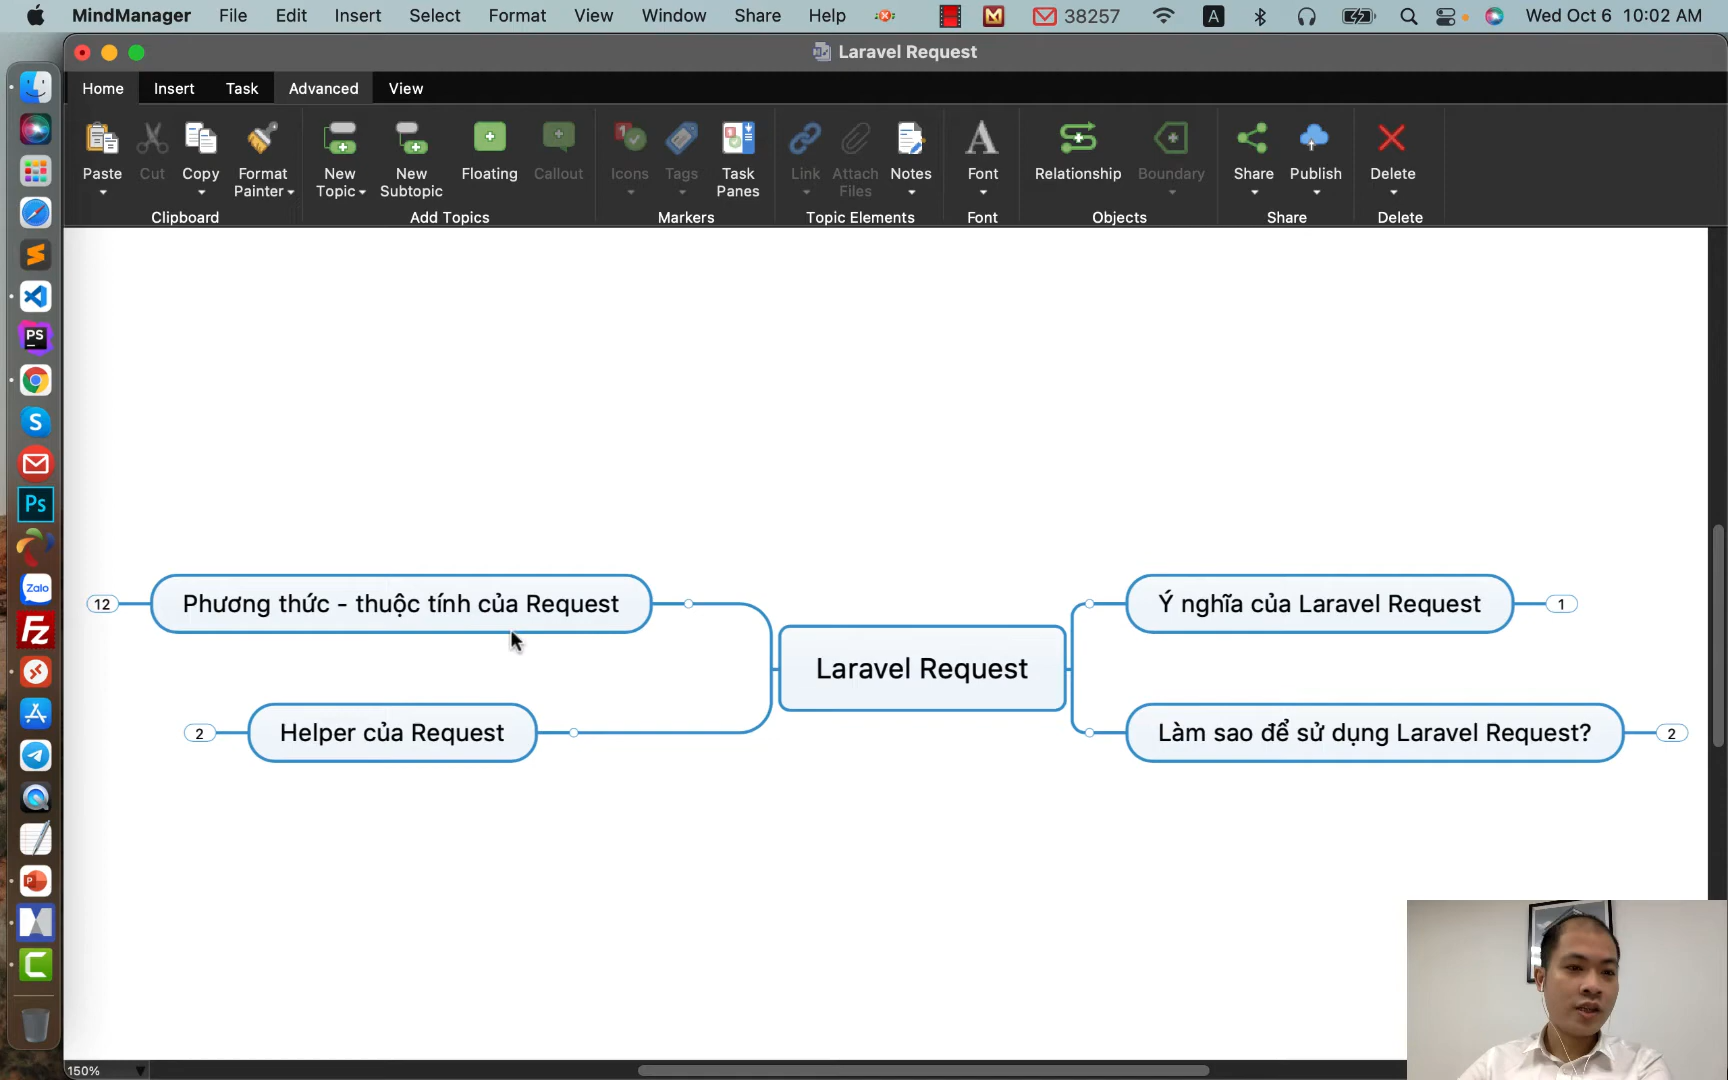 MindManager File Edit Insert Select Format View Window Share Help 38257 A Wed Oct 6 10:02 AM
Laravel Request
Home Insert Task Advanced View
Paste Cut Copy Format Painter New Topic New Subtopic Floating Callout Icons Tags Task Panes Link Attach Files Notes Font Relationship Boundary Share Publish Delete
Clipboard Add Topics Markers Topic Elements Font Objects Share Delete
PS
S
Ps
Zalo
Fz
P
C
12 Phương thức - thuộc tính của Request
2 Helper của Request
Laravel Request
Ý nghĩa của Laravel Request 1
Làm sao để sử dụng Laravel Request? 2
150%